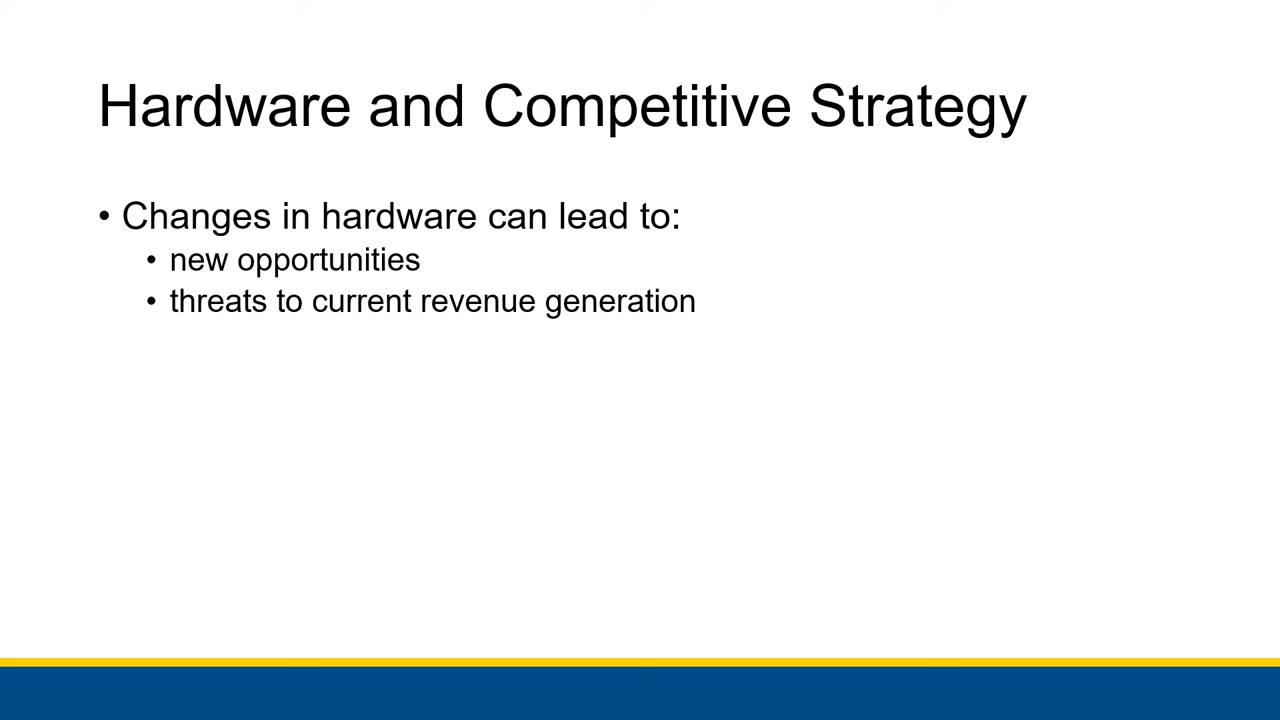 Hardware and Competitive Strategy
• Changes in hardware can lead to:
• new opportunities
• threats to current revenue generation